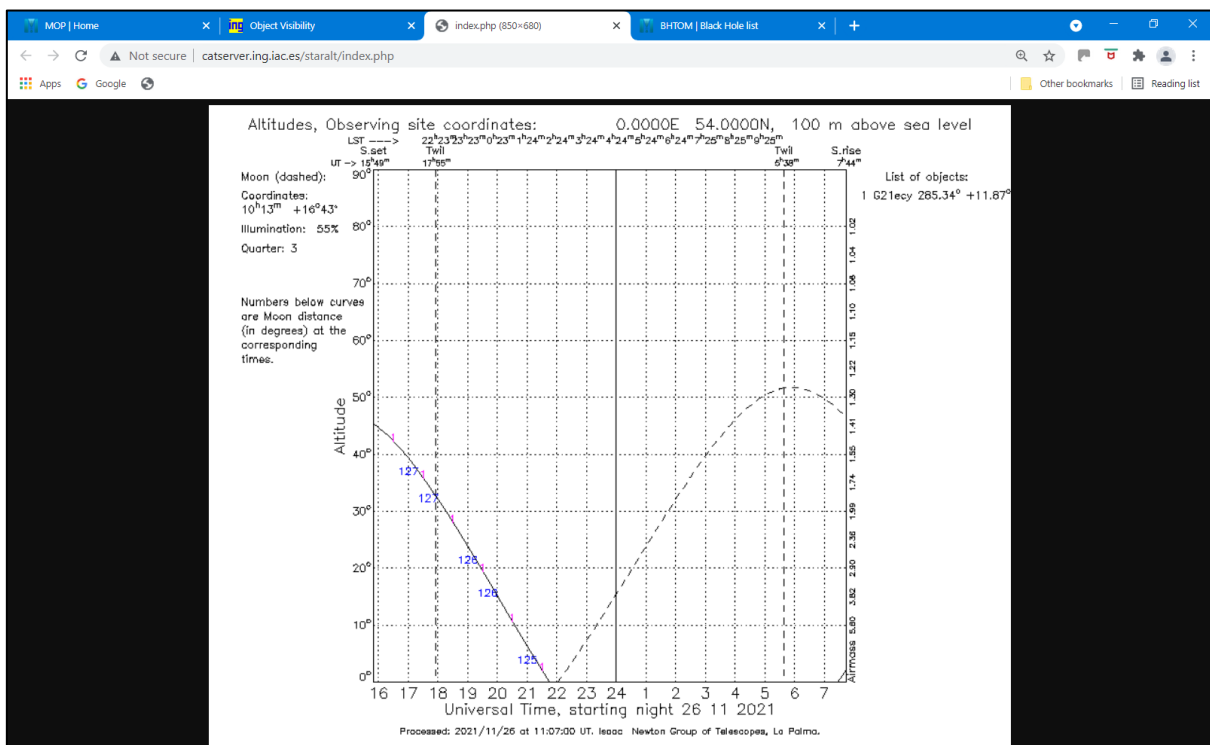 MOP | Home
Object Visibility
index.php (850×680)
BHTOM | Black Hole list
Not secure | catserver.ing.iac.es/staralt/index.php
Apps Google
Other bookmarks Reading list
Altitudes, Observing site coordinates: 0.0000E 54.0000N, 100 m above sea level
LST ----> 22ʰ23ᵐ23ʰ23ᵐ0ʰ23ᵐ1ʰ24ᵐ2ʰ24ᵐ3ʰ24ᵐ4ʰ24ᵐ5ʰ24ᵐ6ʰ24ᵐ7ʰ25ᵐ8ʰ25ᵐ9ʰ25ᵐ
S.set Twil Twil S.rise
UT -> 15ʰ49ᵐ 17ʰ55ᵐ 5ʰ38ᵐ 7ʰ44ᵐ
Moon (dashed):
Coordinates:
10ʰ13ᵐ +16°43'
Illumination: 55%
Quarter: 3
Numbers below curves
are Moon distance
(in degrees) at the
corresponding
times.
List of objects:
1 G21ecy 285.34° +11.87°
Altitude
90°
80°
70°
60°
50°
40°
30°
20°
10°
0°
1
127
1
127
1
126
1
126
1
125
1
1.02
1.04
1.06
1.10
1.15
1.22
1.30
1.41
1.55
1.74
1.99
2.36
2.90
3.82
5.60
Airmass
16 17 18 19 20 21 22 23 24 1 2 3 4 5 6 7
Universal Time, starting night 26 11 2021
Processed: 2021/11/26 at 11:07:00 UT. Isaac Newton Group of Telescopes, La Palma.